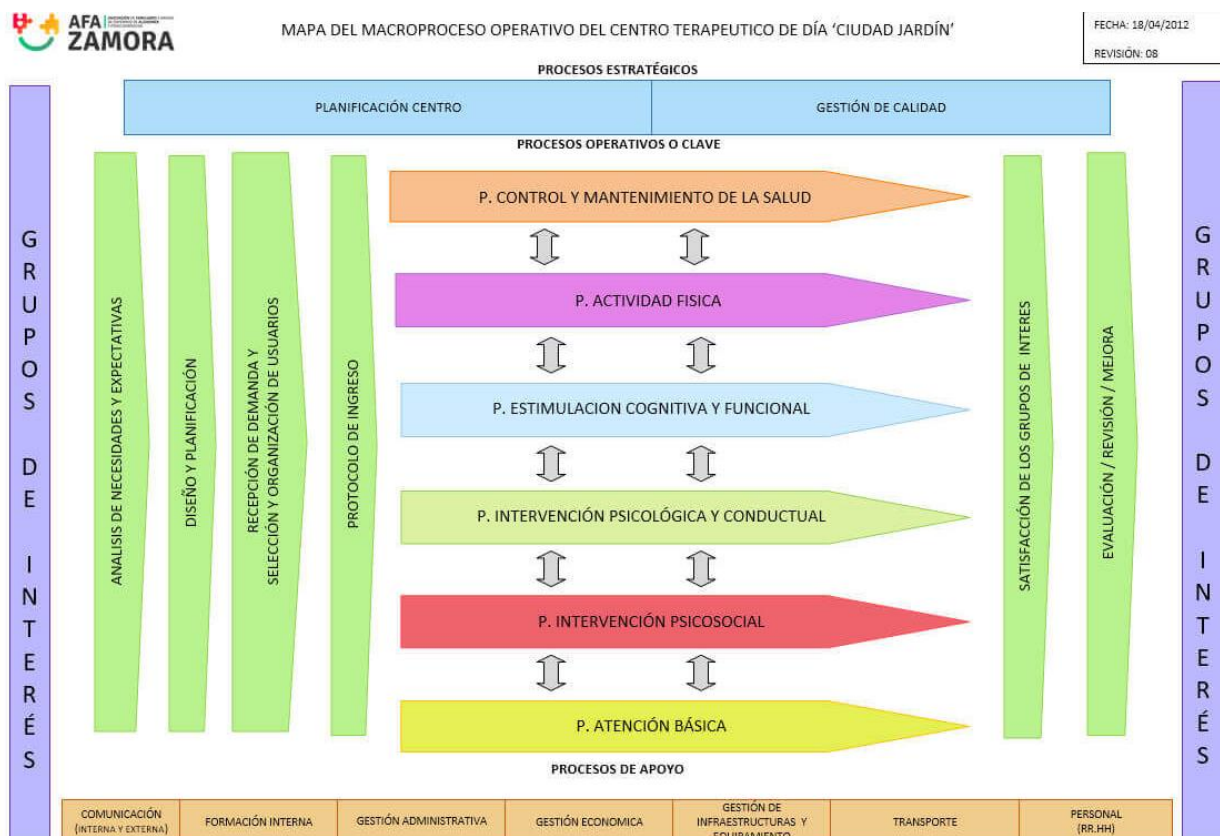 AFA
ZAMORA
MAPA DEL MACROPROCESO OPERATIVO DEL CENTRO TERAPEUTICO DE DÍA ‘CIUDAD JARDÍN’
FECHA: 18/04/2012
REVISIÓN: 08
PROCESOS ESTRATÉGICOS
PLANIFICACIÓN CENTRO
GESTIÓN DE CALIDAD
PROCESOS OPERATIVOS O CLAVE
GRUPOS DE INTERÉS
ANALISIS DE NECESIDADES Y EXPECTATIVAS
DISEÑO Y PLANIFICACIÓN
RECEPCIÓN DE DEMANDA Y
SELECCIÓN Y ORGANIZACIÓN DE USUARIOS
PROTOCOLO DE INGRESO
P. CONTROL Y MANTENIMIENTO DE LA SALUD
P. ACTIVIDAD FISICA
P. ESTIMULACION COGNITIVA Y FUNCIONAL
P. INTERVENCIÓN PSICOLÓGICA Y CONDUCTUAL
P. INTERVENCIÓN PSICOSOCIAL
P. ATENCIÓN BÁSICA
SATISFACCIÓN DE LOS GRUPOS DE INTERES
EVALUACIÓN / REVISIÓN / MEJORA
GRUPOS DE INTERÉS
PROCESOS DE APOYO
COMUNICACIÓN
(INTERNA Y EXTERNA)
FORMACIÓN INTERNA
GESTIÓN ADMINISTRATIVA
GESTIÓN ECONOMICA
GESTIÓN DE
INFRAESTRUCTURAS Y
EQUIPAMIENTO
TRANSPORTE
PERSONAL
(RR.HH)